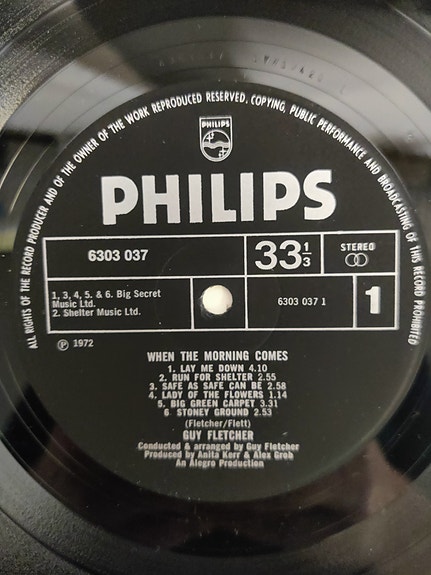 ALL RIGHTS OF THE RECORD PRODUCER AND OF THE OWNER OF THE WORK REPRODUCED RESERVED. COPYING, PUBLIC PERFORMANCE AND BROADCASTING OF THIS RECORD PROHIBITED
PHILIPS
PHILIPS
6303 037
33 1/3
STEREO
1, 3, 4, 5. & 6. Big Secret
Music Ltd.
2. Shelter Music Ltd.
6303 037 1
1
℗ 1972
WHEN THE MORNING COMES
1. LAY ME DOWN 4.10
2. RUN FOR SHELTER 2.55
3. SAFE AS SAFE CAN BE 2.58
4. LADY OF THE FLOWERS 1.14
5. BIG GREEN CARPET 3.31
6 STONEY GROUND 2.53
(Fletcher/Flett)
GUY FLETCHER
Conducted & arranged by Guy Fletcher
Produced by Anita Kerr & Alex Grob
An Alegro Production